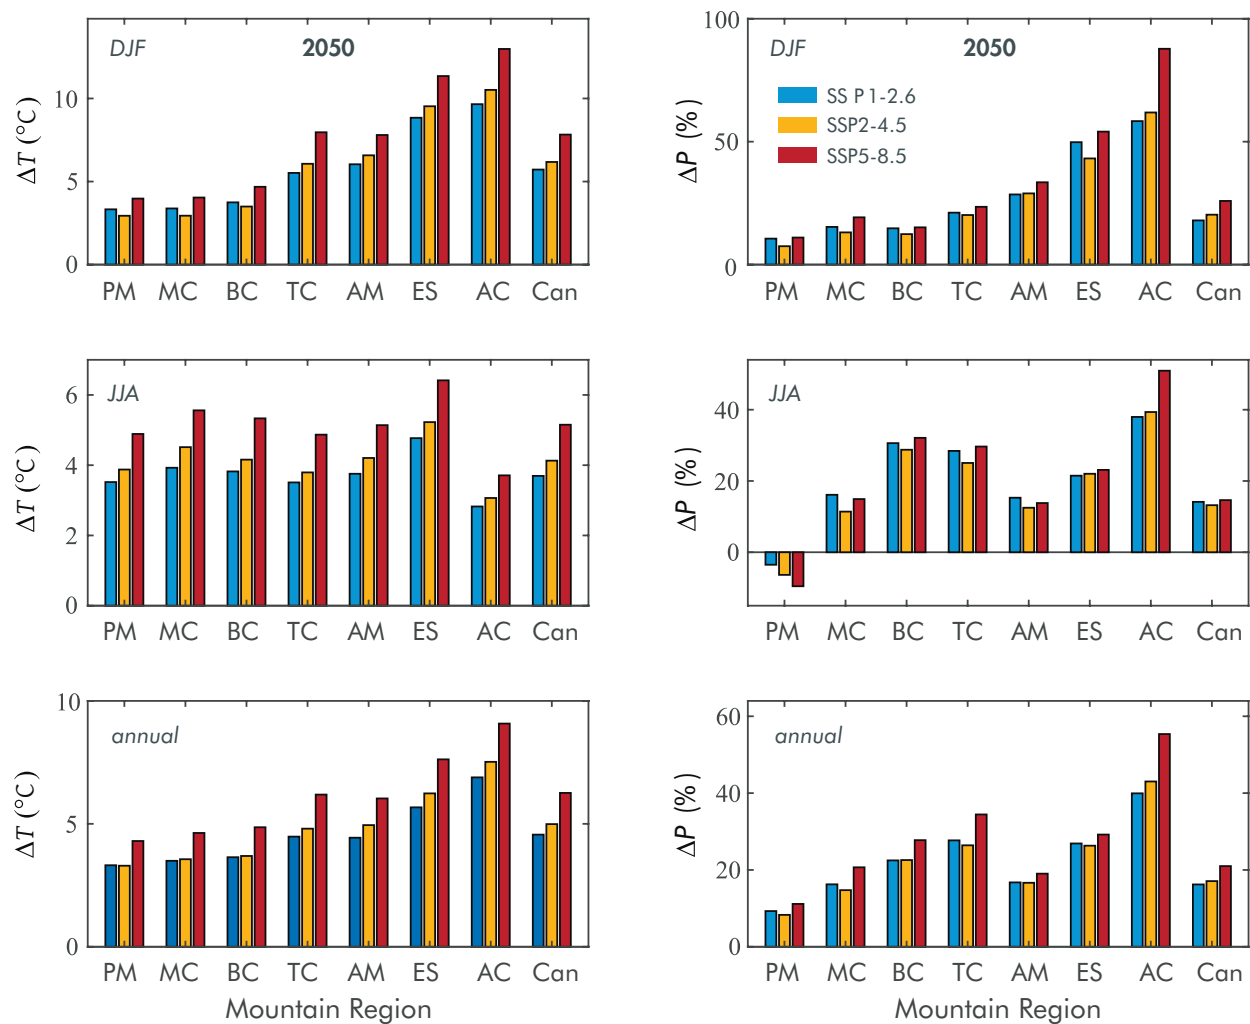 DJF 2050
10
5
0
ΔT (°C)
PM MC BC TC AM ES AC Can
DJF 2050
SS P 1-2.6
SSP2-4.5
SSP5-8.5
100
50
0
ΔP (%)
PM MC BC TC AM ES AC Can
JJA
6
4
2
0
ΔT (°C)
PM MC BC TC AM ES AC Can
JJA
40
20
0
ΔP (%)
PM MC BC TC AM ES AC Can
annual
10
5
0
ΔT (°C)
PM MC BC TC AM ES AC Can
Mountain Region
annual
60
40
20
0
ΔP (%)
PM MC BC TC AM ES AC Can
Mountain Region